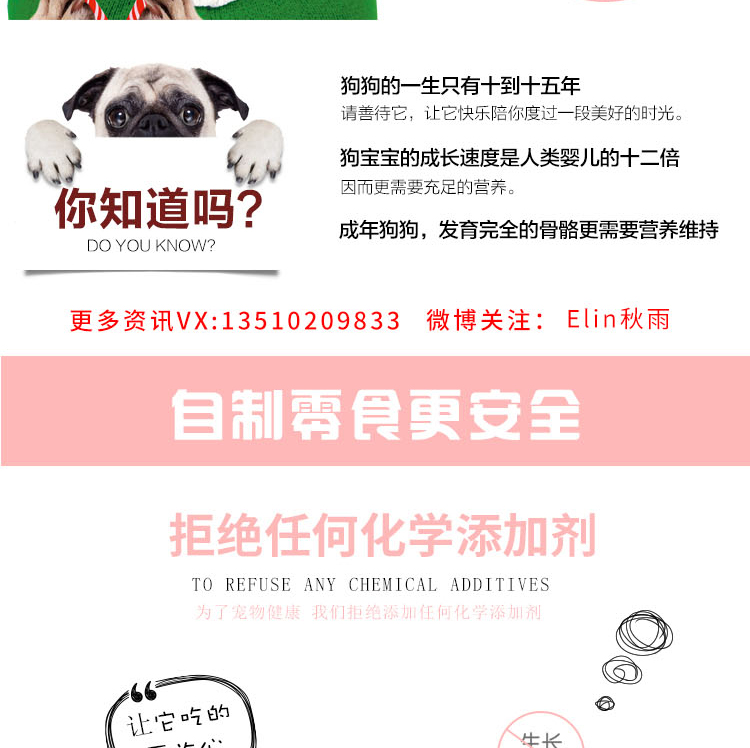 狗狗的一生只有十到十五年
请善待它，让它快乐陪你度过一段美好的时光。
狗宝宝的成长速度是人类婴儿的十二倍
因而更需要充足的营养。
成年狗狗，发育完全的骨骼更需要营养维持
你知道吗?
DO YOU KNOW?
更多资讯VX:13510209833 微博关注： Elin秋雨
自制零食更安全
拒绝任何化学添加剂
TO REFUSE ANY CHEMICAL ADDITIVES
为了宠物健康 我们拒绝添加任何化学添加剂
让它吃的
生长